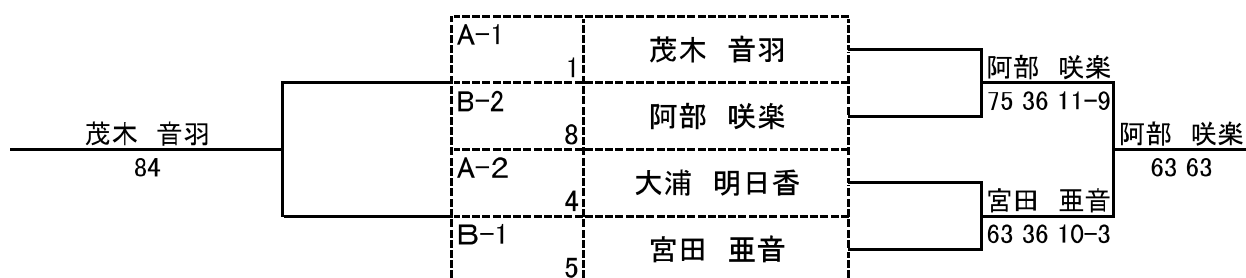 A-1
1
茂木 音羽
阿部 咲楽
75 36 11-9
B-2
8
阿部 咲楽
茂木 音羽
84
阿部 咲楽
63 63
A-2
4
大浦 明日香
宮田 亜音
63 36 10-3
B-1
5
宮田 亜音